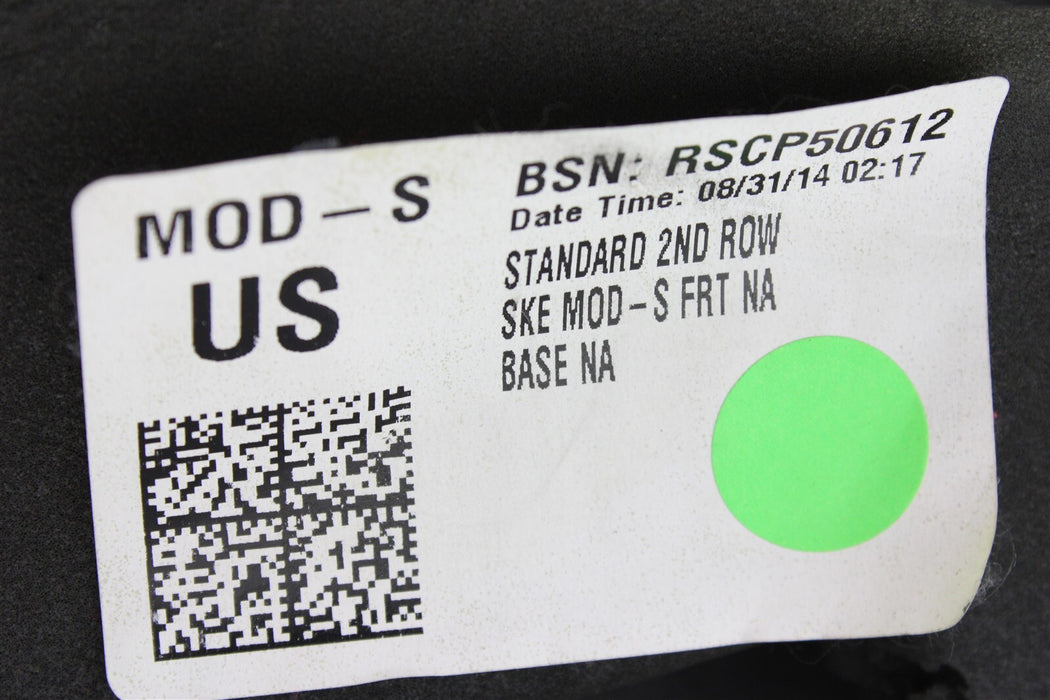 MOD-S
US
BSN: RSCP50612
Date Time: 08/31/14 02:17
STANDARD 2ND ROW
SKE MOD-S FRT NA
BASE NA